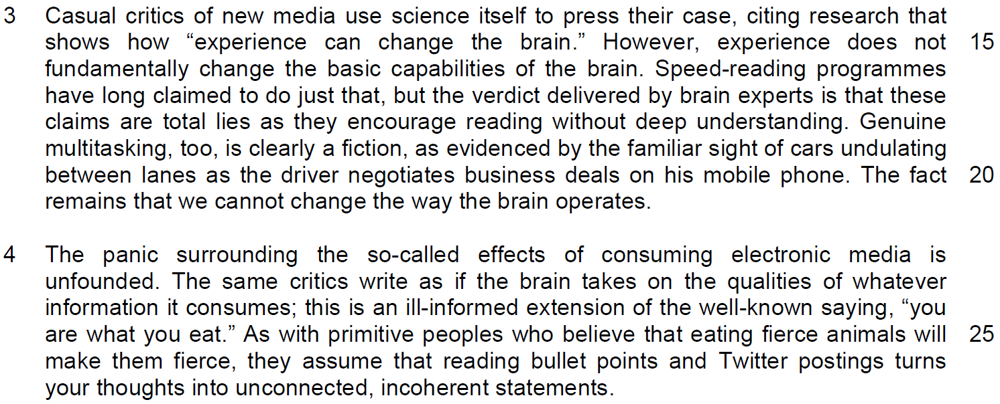 3 Casual critics of new media use science itself to press their case, citing research that
shows how “experience can change the brain.” However, experience does not 15
fundamentally change the basic capabilities of the brain. Speed-reading programmes
have long claimed to do just that, but the verdict delivered by brain experts is that these
claims are total lies as they encourage reading without deep understanding. Genuine
multitasking, too, is clearly a fiction, as evidenced by the familiar sight of cars undulating
between lanes as the driver negotiates business deals on his mobile phone. The fact 20
remains that we cannot change the way the brain operates.
4 The panic surrounding the so-called effects of consuming electronic media is
unfounded. The same critics write as if the brain takes on the qualities of whatever
information it consumes; this is an ill-informed extension of the well-known saying, “you
are what you eat.” As with primitive peoples who believe that eating fierce animals will 25
make them fierce, they assume that reading bullet points and Twitter postings turns
your thoughts into unconnected, incoherent statements.